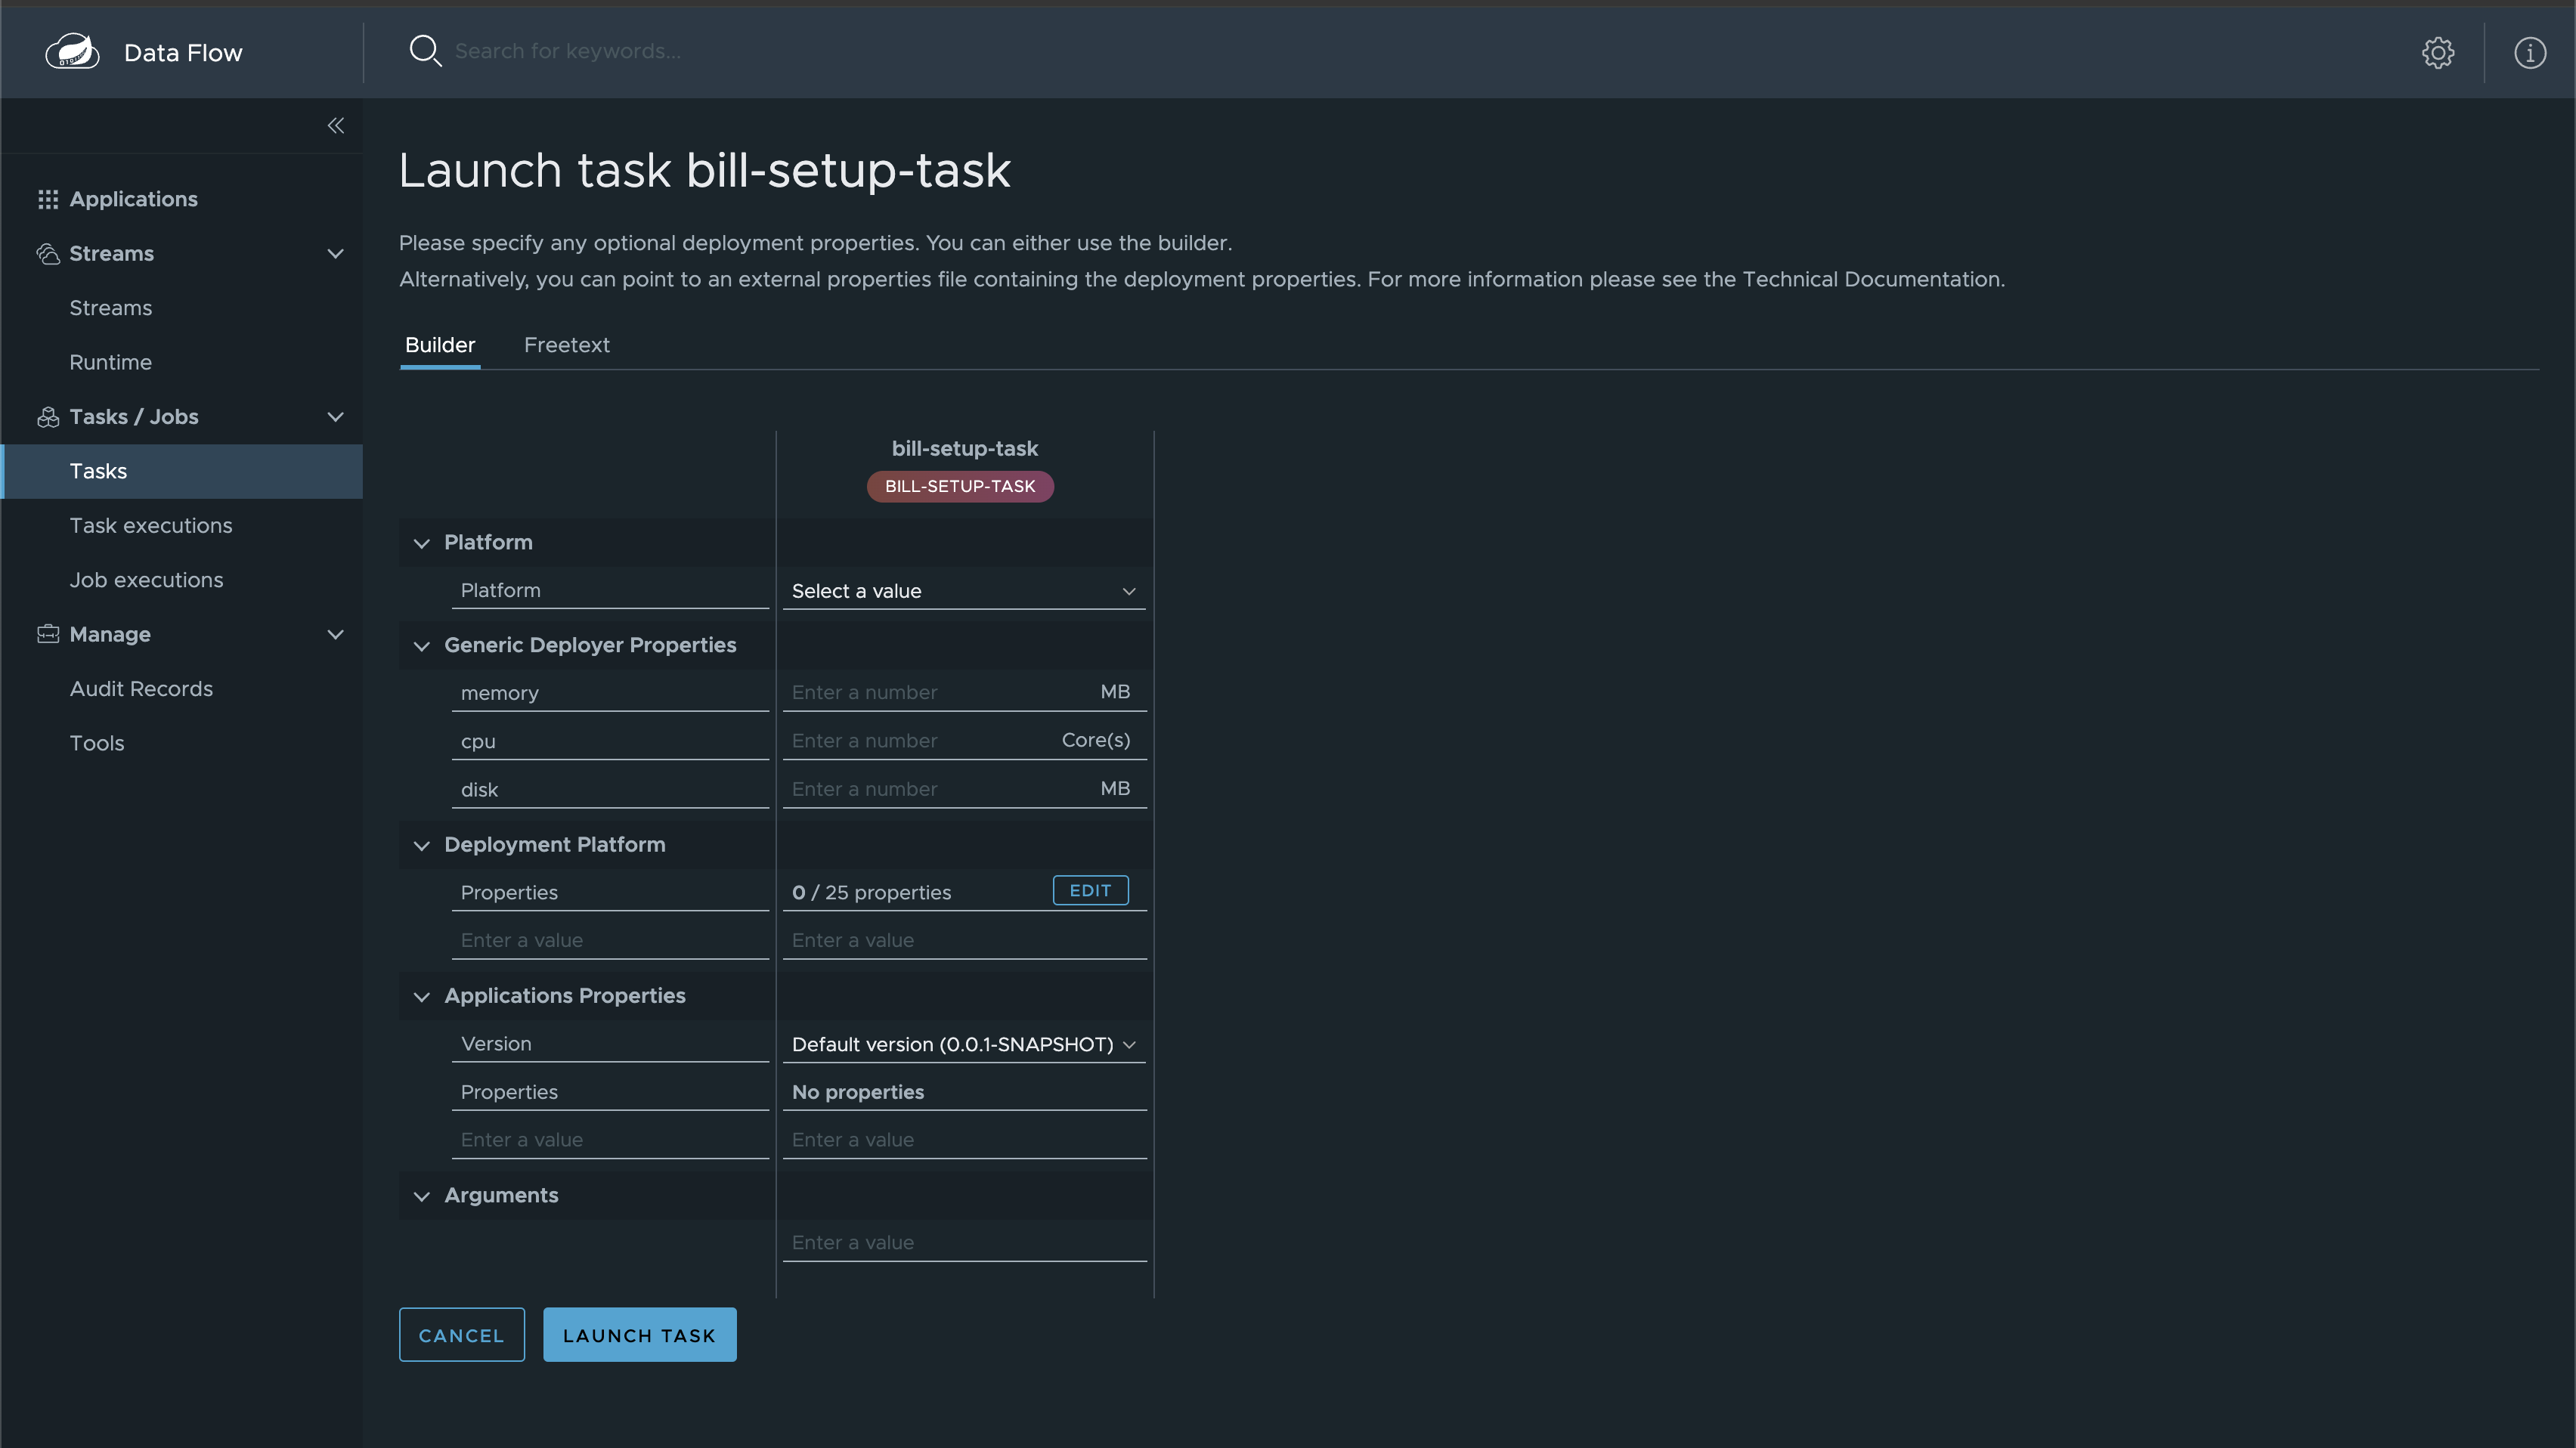 Data Flow
Search for keywords...
Applications
Streams
Streams
Runtime
Tasks / Jobs
Tasks
Task executions
Job executions
Manage
Audit Records
Tools
Launch task bill-setup-task
Please specify any optional deployment properties. You can either use the builder.
Alternatively, you can point to an external properties file containing the deployment properties. For more information please see the Technical Documentation.
Builder Freetext
bill-setup-task
BILL-SETUP-TASK
Platform
Platform Select a value
Generic Deployer Properties
memory Enter a number MB
cpu Enter a number Core(s)
disk Enter a number MB
Deployment Platform
Properties 0 / 25 properties EDIT
Enter a value Enter a value
Applications Properties
Version Default version (0.0.1-SNAPSHOT)
Properties No properties
Enter a value Enter a value
Arguments
Enter a value
CANCEL LAUNCH TASK